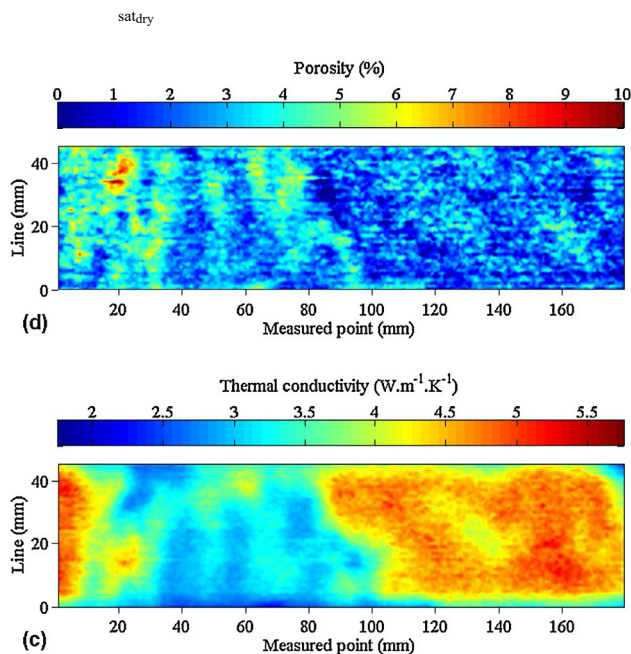 sat_dry
Porosity (%)
0 1 2 3 4 5 6 7 8 9 10
Line (mm)
40
20
0
20 40 60 80 100 120 140 160
(d)
Measured point (mm)
Thermal conductivity (W.m⁻¹.K⁻¹)
2 2.5 3 3.5 4 4.5 5 5.5
Line (mm)
40
20
0
20 40 60 80 100 120 140 160
(c)
Measured point (mm)